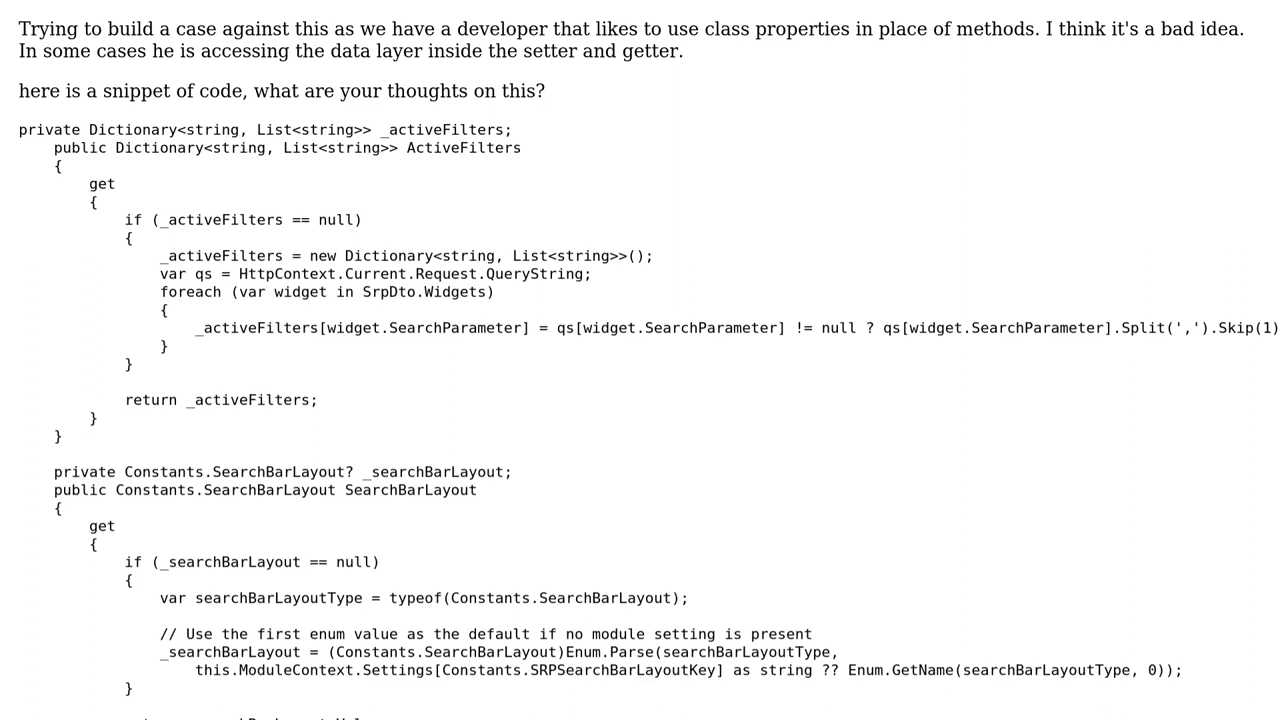 Trying to build a case against this as we have a developer that likes to use class properties in place of methods. I think it's a bad idea.
In some cases he is accessing the data layer inside the setter and getter.
here is a snippet of code, what are your thoughts on this?
private Dictionary<string, List<string>> _activeFilters;
    public Dictionary<string, List<string>> ActiveFilters
    {
        get
        {
            if (_activeFilters == null)
            {
                _activeFilters = new Dictionary<string, List<string>>();
                var qs = HttpContext.Current.Request.QueryString;
                foreach (var widget in SrpDto.Widgets)
                {
                    _activeFilters[widget.SearchParameter] = qs[widget.SearchParameter] != null ? qs[widget.SearchParameter].Split(',').Skip(1)
                }
            }
            return _activeFilters;
        }
    }
    private Constants.SearchBarLayout? _searchBarLayout;
    public Constants.SearchBarLayout SearchBarLayout
    {
        get
        {
            if (_searchBarLayout == null)
            {
                var searchBarLayoutType = typeof(Constants.SearchBarLayout);
                // Use the first enum value as the default if no module setting is present
                _searchBarLayout = (Constants.SearchBarLayout)Enum.Parse(searchBarLayoutType,
                    this.ModuleContext.Settings[Constants.SRPSearchBarLayoutKey] as string ?? Enum.GetName(searchBarLayoutType, 0));
            }